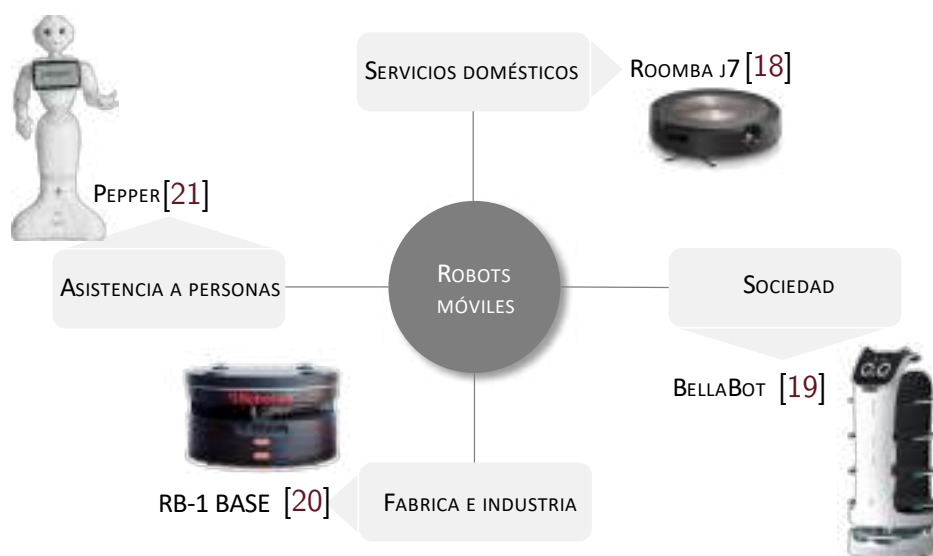 SERVICIOS DOMÉSTICOS
ROOMBA J7 [18]
PEPPER [21]
ASISTENCIA A PERSONAS
ROBOTS
MÓVILES
SOCIEDAD
BELLABOT [19]
RB-1 BASE [20]
FABRICA E INDUSTRIA